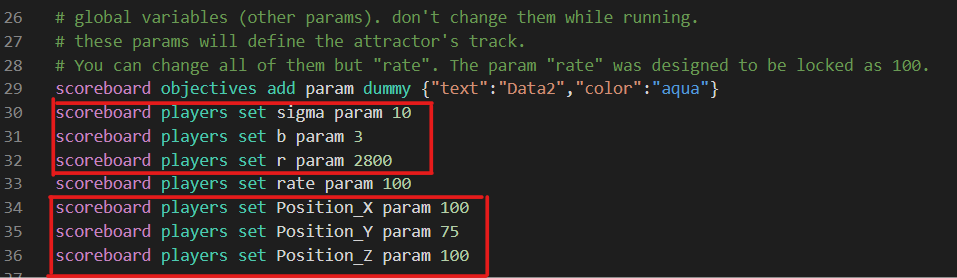 26 # global variables (other params). don't change them while running.
27 # these params will define the attractor's track.
28 # You can change all of them but "rate". The param "rate" was designed to be locked as 100.
29 scoreboard objectives add param dummy {"text":"Data2","color":"aqua"}
30 scoreboard players set sigma param 10
31 scoreboard players set b param 3
32 scoreboard players set r param 2800
33 scoreboard players set rate param 100
34 scoreboard players set Position_X param 100
35 scoreboard players set Position_Y param 75
36 scoreboard players set Position_Z param 100